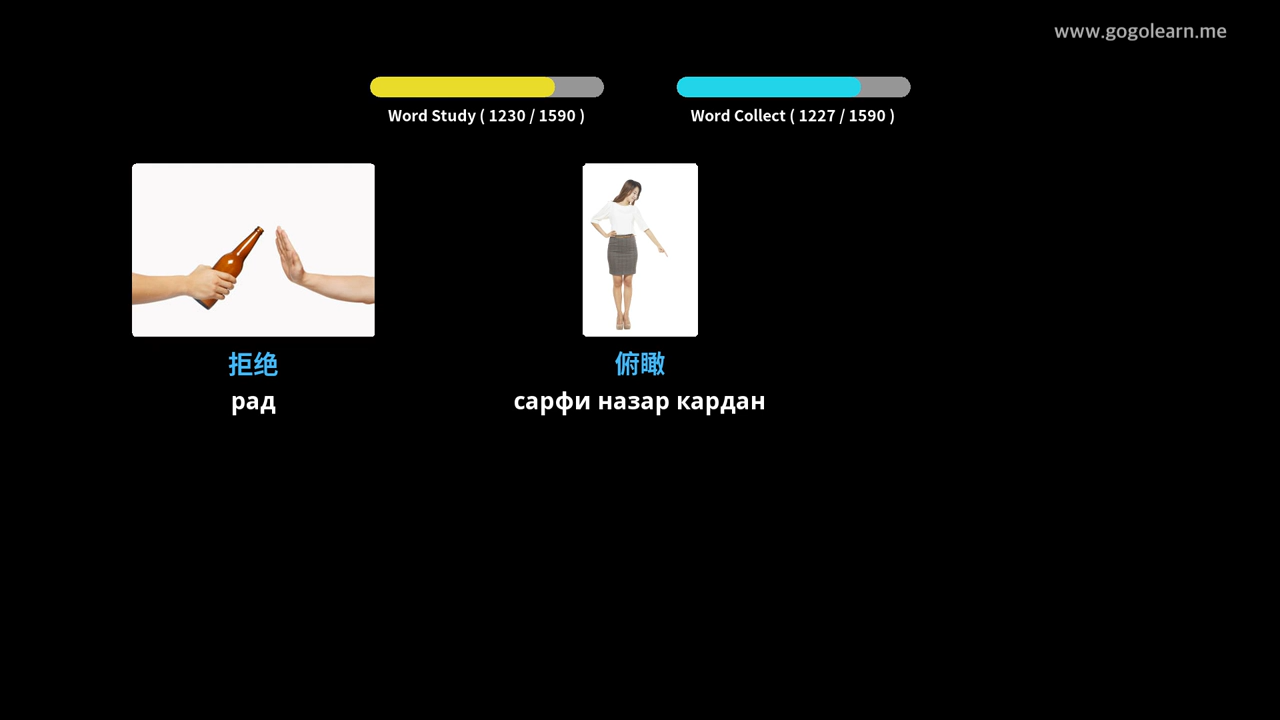 www.gogolearn.me
Word Study ( 1230 / 1590 )
Word Collect ( 1227 / 1590 )
拒绝
рад
俯瞰
сарфи назар кардан